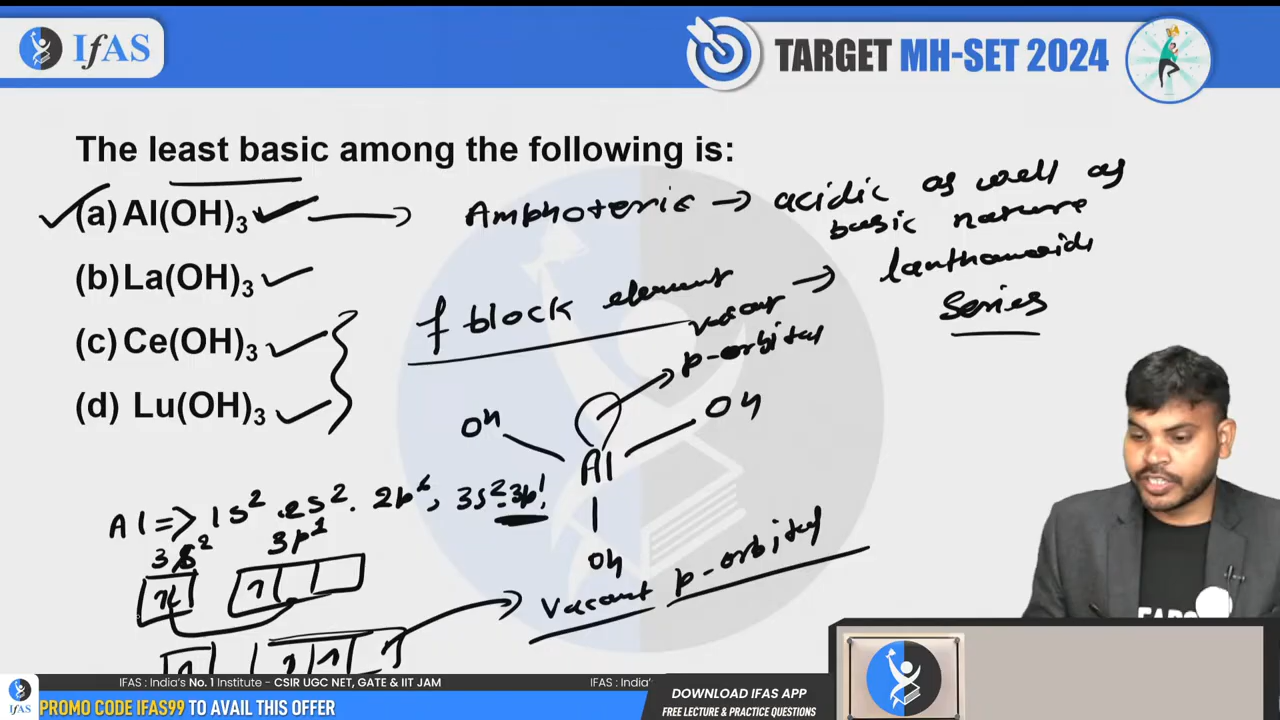 IfAS
TARGET MH-SET 2024
The least basic among the following is:
(a) Al(OH)3
Amphoteric → acidic as well as
basic nature
(b) La(OH)3
f block element → lanthanoids
series
(c) Ce(OH)3
(d) Lu(OH)3
vacant
p-orbital
OH
OH
Al
OH
Al => 1s2 2s2. 2p6, 3s2 3p1
3s2
3p1
vacant p-orbital
IFAS : India's No. 1 Institute - CSIR UGC NET, GATE & IIT JAM
IFAS : India's
PROMO CODE IFAS99 TO AVAIL THIS OFFER
DOWNLOAD IFAS APP
FREE LECTURE & PRACTICE QUESTIONS